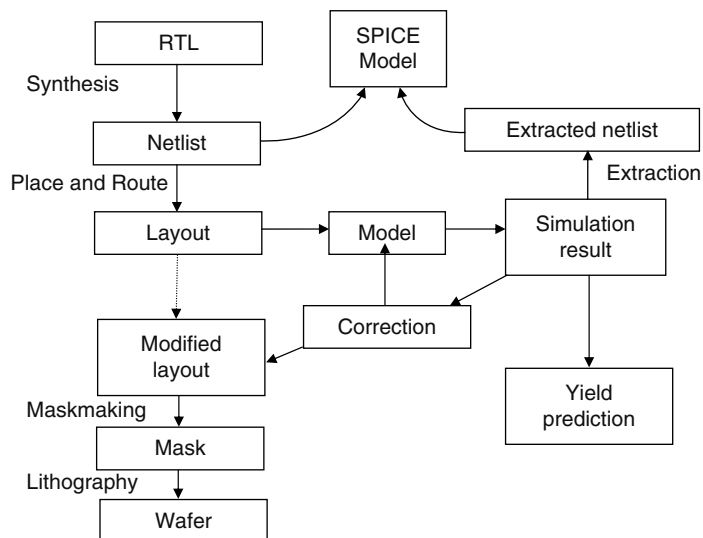 RTL
SPICE
Model
Synthesis
Netlist
Extracted netlist
Place and Route
Extraction
Layout
Model
Simulation
result
Correction
Modified
layout
Yield
prediction
Maskmaking
Mask
Lithography
Wafer